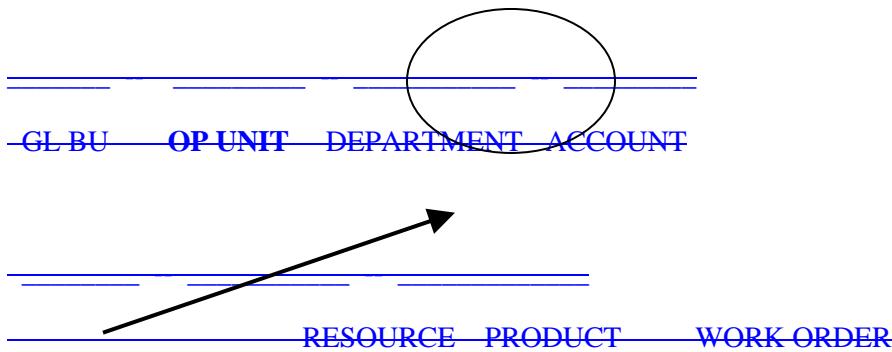 GL BU OP UNIT DEPARTMENT ACCOUNT
RESOURCE PRODUCT WORK ORDER